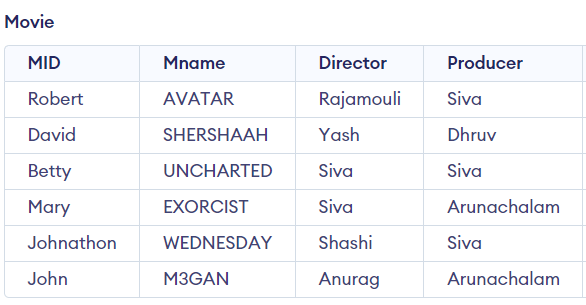 Movie
MID Mname Director Producer
Robert AVATAR Rajamouli Siva
David SHERSHAAH Yash Dhruv
Betty UNCHARTED Siva Siva
Mary EXORCIST Siva Arunachalam
Johnathon WEDNESDAY Shashi Siva
John M3GAN Anurag Arunachalam